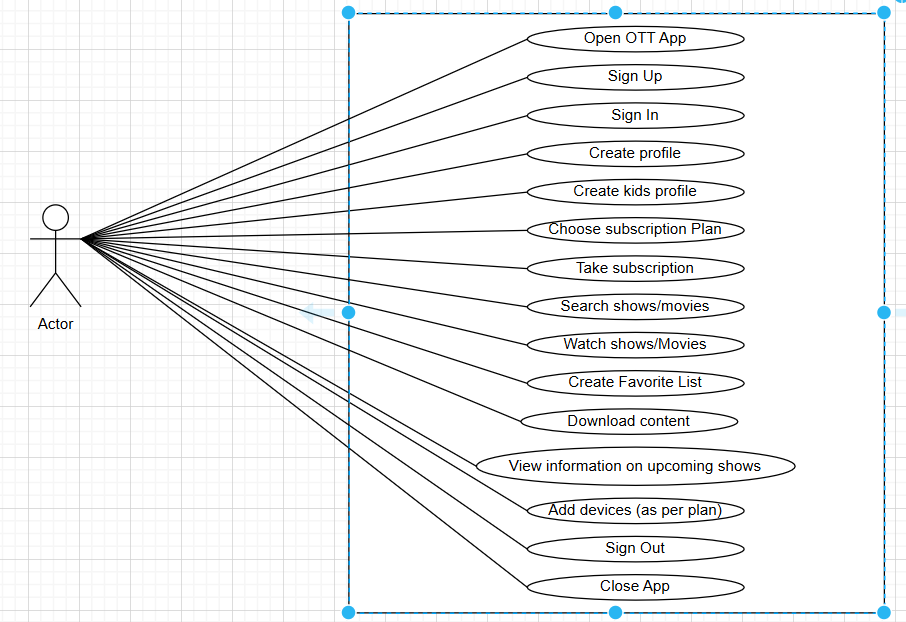 Open OTT App
Sign Up
Sign In
Create profile
Create kids profile
Choose subscription Plan
Take subscription
Search shows/movies
Actor
Watch shows/Movies
Create Favorite List
Download content
View information on upcoming shows
Add devices (as per plan)
Sign Out
Close App